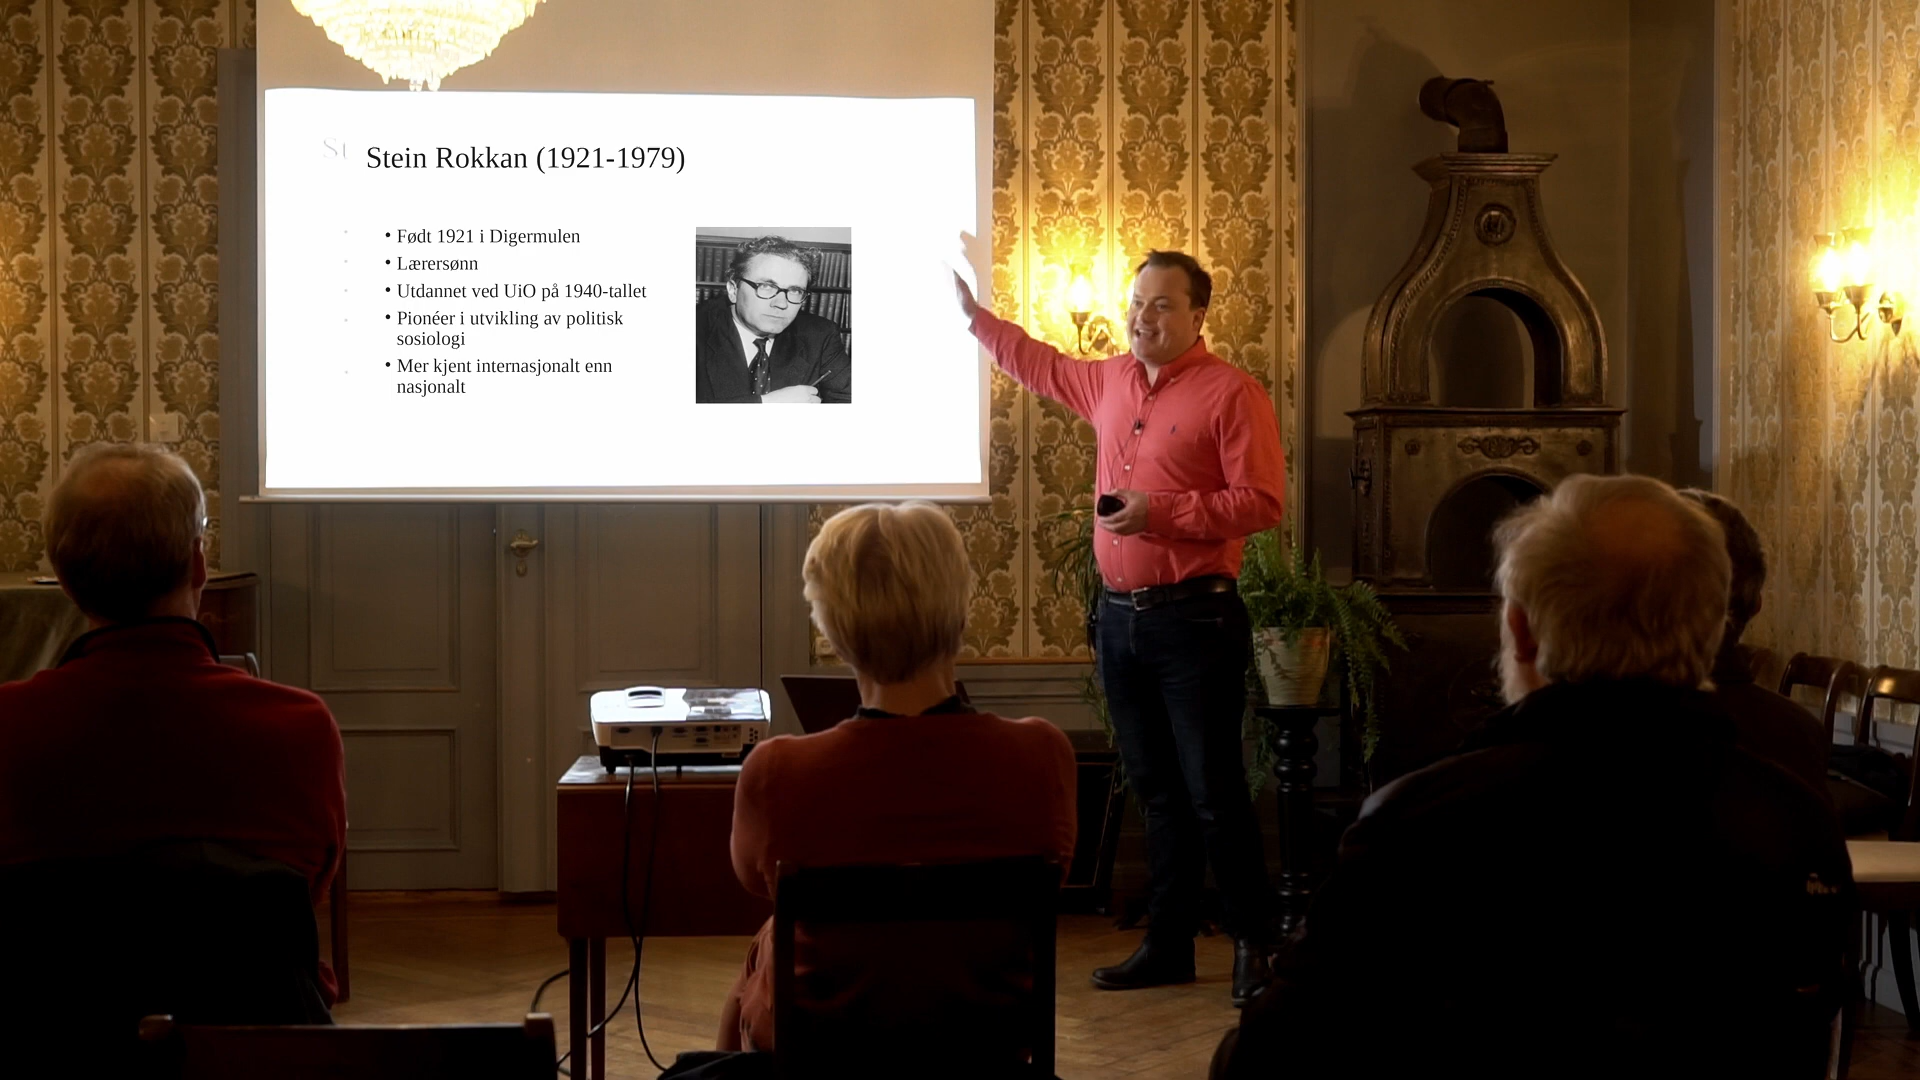 Stein Rokkan (1921-1979)
• Født 1921 i Digermulen
• Lærersønn
• Utdannet ved UiO på 1940-tallet
• Pionéer i utvikling av politisk
sosiologi
• Mer kjent internasjonalt enn
nasjonalt